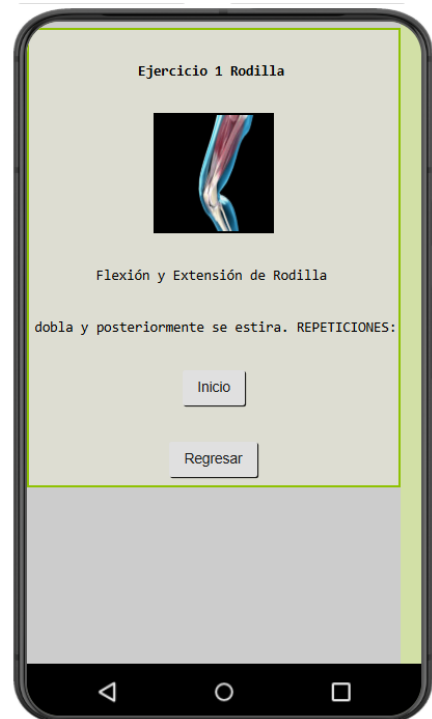 Ejercicio 1 Rodilla
Flexión y Extensión de Rodilla
dobla y posteriormente se estira. REPETICIONES:
Inicio
Regresar